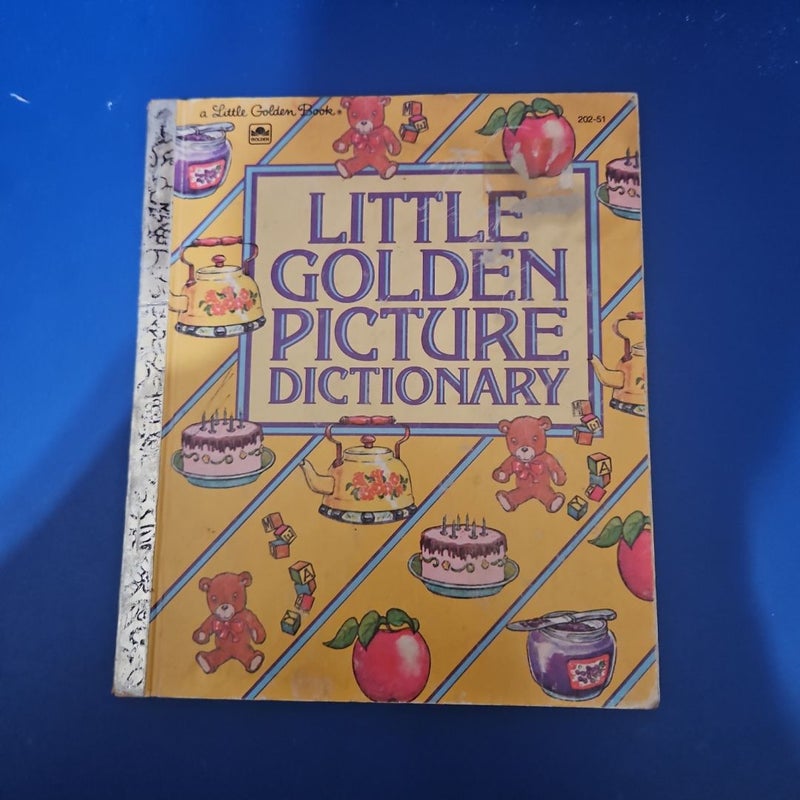 a Little Golden Book®
GOLDEN
202-51
LITTLE
GOLDEN
PICTURE
DICTIONARY
A
A